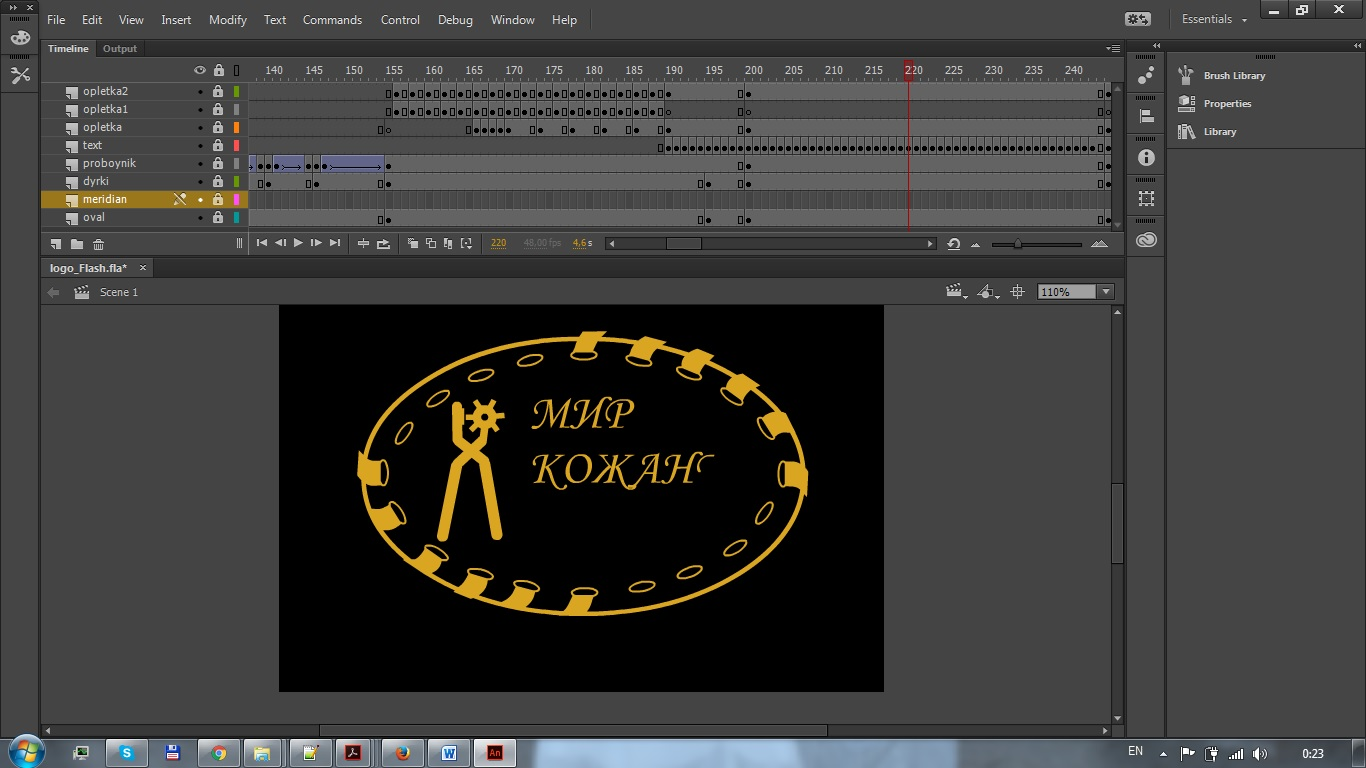 File Edit View Insert Modify Text Commands Control Debug Window Help
Essentials
Timeline Output
140 145 150 155 160 165 170 175 180 185 190 195 200 205 210 215 220 225 230 235 240
opletka2
opletka1
opletka
text
proboynik
dyrki
meridian
oval
220 48,00 fps 4,6 s
logo_Flash.fla*
Scene 1
110%
Brush Library
Properties
Library
МИР
КОЖАН
EN
0:23